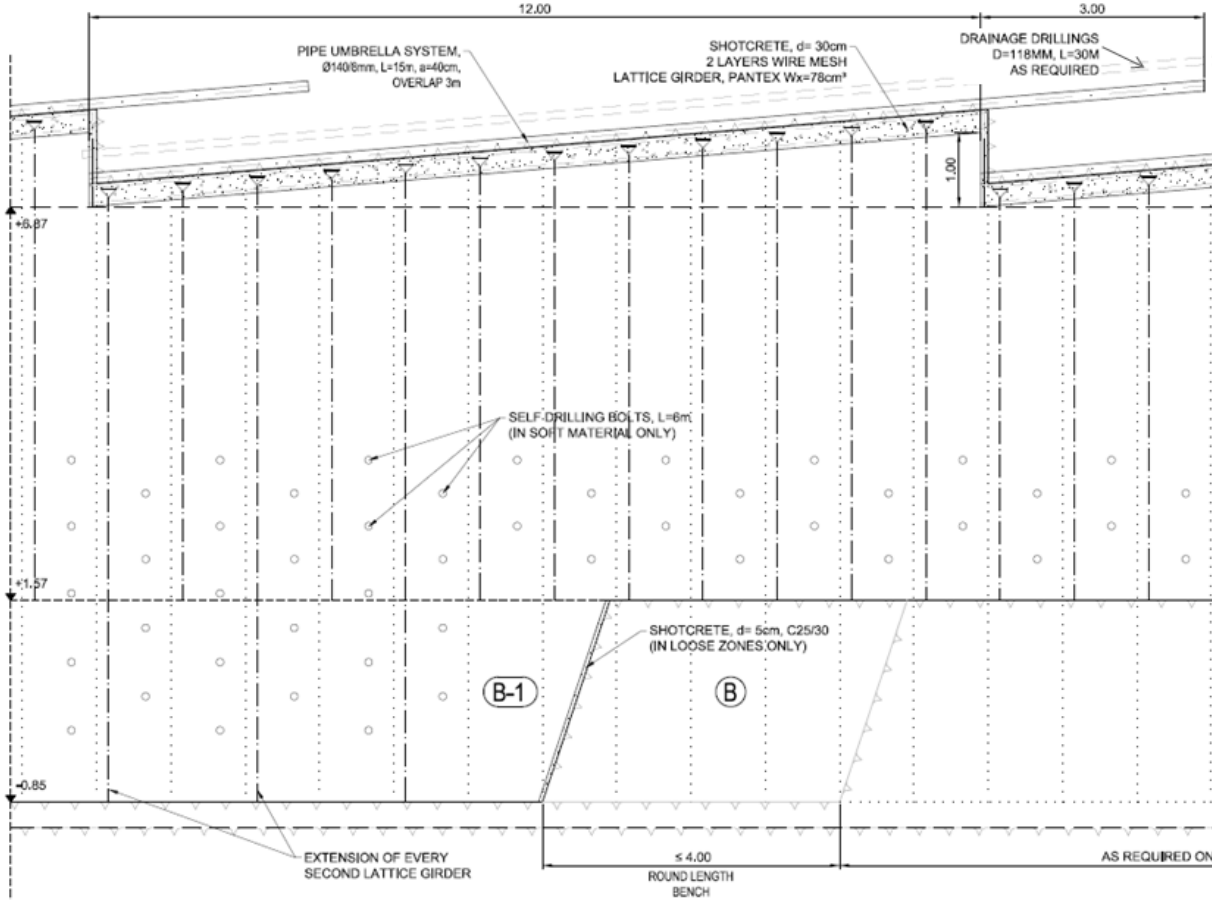 12.00
3.00
PIPE UMBRELLA SYSTEM,
Ø140/8mm, L=15m, a=40cm,
OVERLAP 3m
SHOTCRETE, d= 30cm
2 LAYERS WIRE MESH
LATTICE GIRDER, PANTEX Wx=78cm³
DRAINAGE DRILLINGS
D=118MM, L=30M
AS REQUIRED
1.00
+6.87
SELF-DRILLING BOLTS, L=6m
(IN SOFT MATERIAL ONLY)
+1.57
SHOTCRETE, d= 5cm, C25/30
(IN LOOSE ZONES ONLY)
B-1
B
-0.85
EXTENSION OF EVERY
SECOND LATTICE GIRDER
≤ 4.00
ROUND LENGTH
BENCH
AS REQUIRED ON